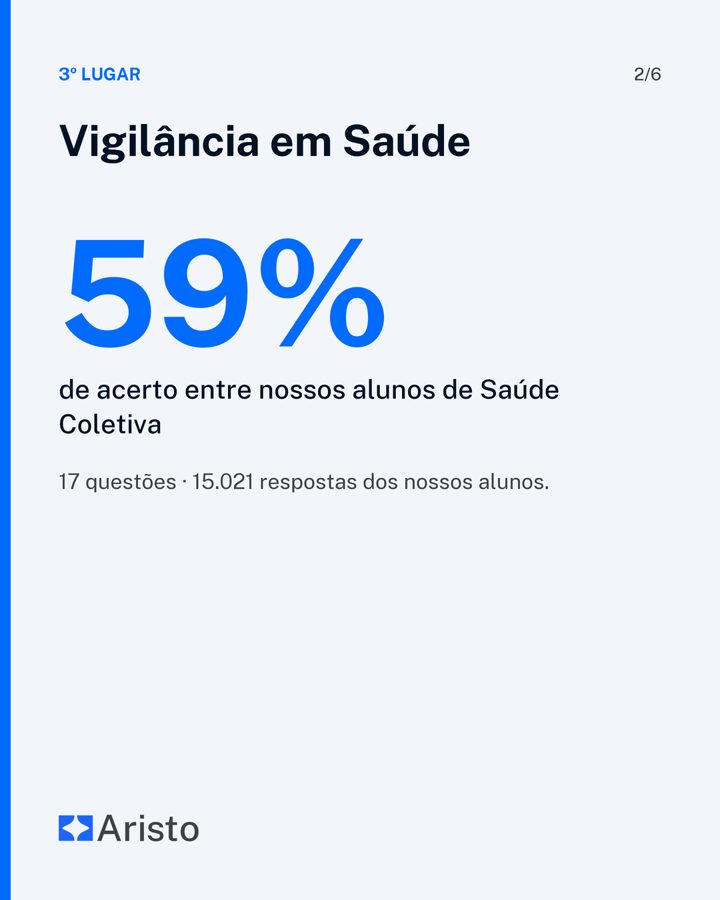 3º LUGAR
2/6
Vigilância em Saúde
59%
de acerto entre nossos alunos de Saúde
Coletiva
17 questões · 15.021 respostas dos nossos alunos.
Aristo